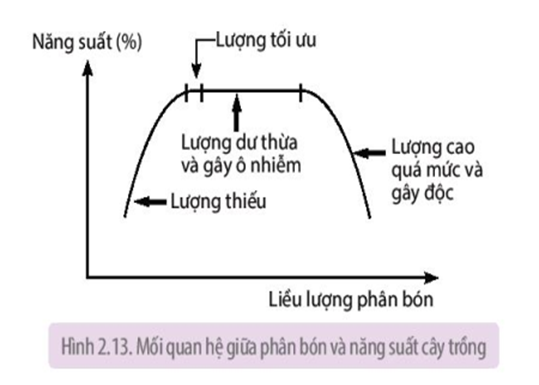 Năng suất (%)
Lượng tối ưu
Lượng dư thừa
và gây ô nhiễm
Lượng cao
quá mức và
gây độc
Lượng thiếu
Liều lượng phân bón
Hình 2.13. Mối quan hệ giữa phân bón và năng suất cây trồng